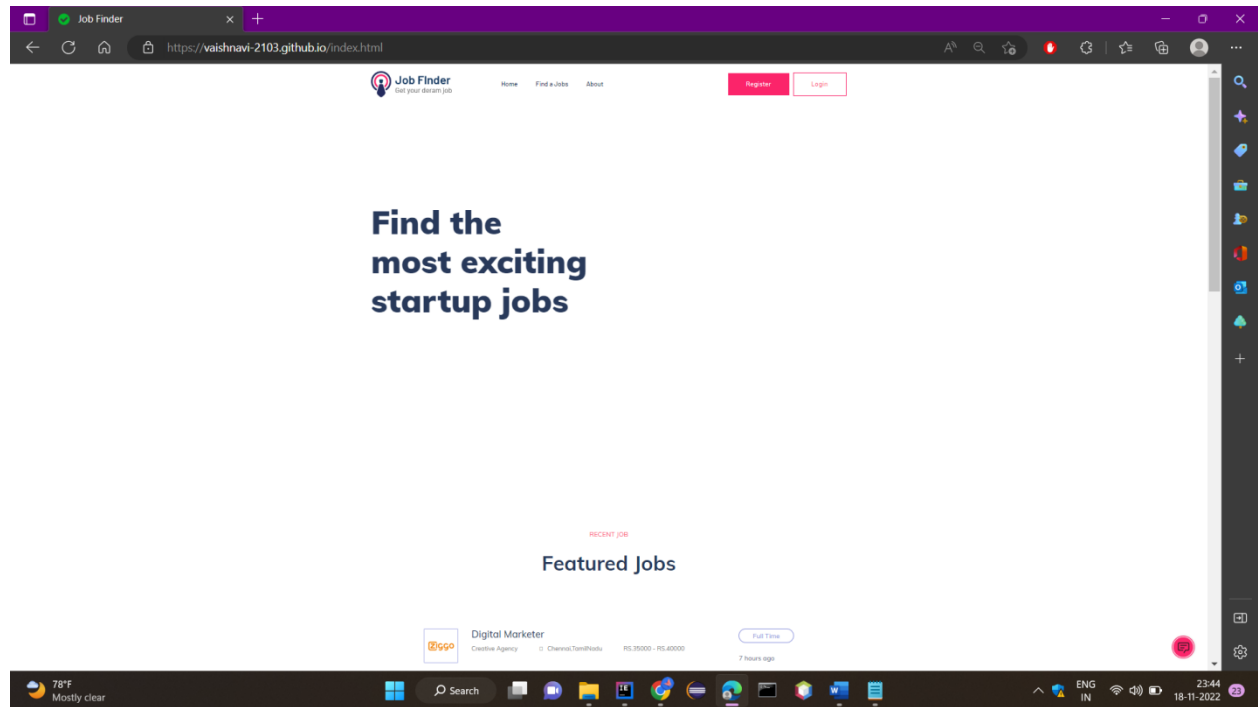 Job Finder
https://vaishnavi-2103.github.io/index.html
Job FInder
Get your deram job
Home Find a Jobs About
Register Login
Find the
most exciting
startup jobs
RECENT JOB
Featured Jobs
Ziggo
Digital Marketer
Creative Agency Chennai,TamilNadu RS.35000 - RS.40000
Full Time
7 hours ago
78°F
Mostly clear
Search
ENG
IN
23:44
18-11-2022
23